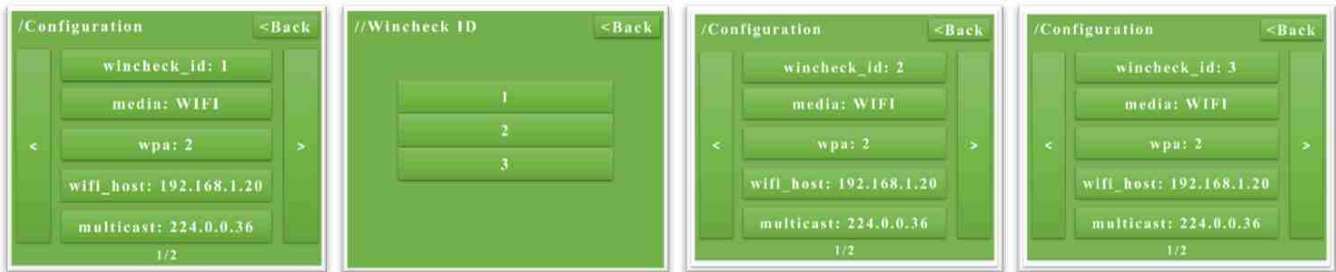 /Configuration <Back
wincheck_id: 1
media: WIFI
< wpa: 2 >
wifi_host: 192.168.1.20
multicast: 224.0.0.36
1/2
//Wincheck ID <Back
1
2
3
/Configuration <Back
wincheck_id: 2
media: WIFI
< wpa: 2 >
wifi_host: 192.168.1.20
multicast: 224.0.0.36
1/2
/Configuration <Back
wincheck_id: 3
media: WIFI
< wpa: 2 >
wifi_host: 192.168.1.20
multicast: 224.0.0.36
1/2